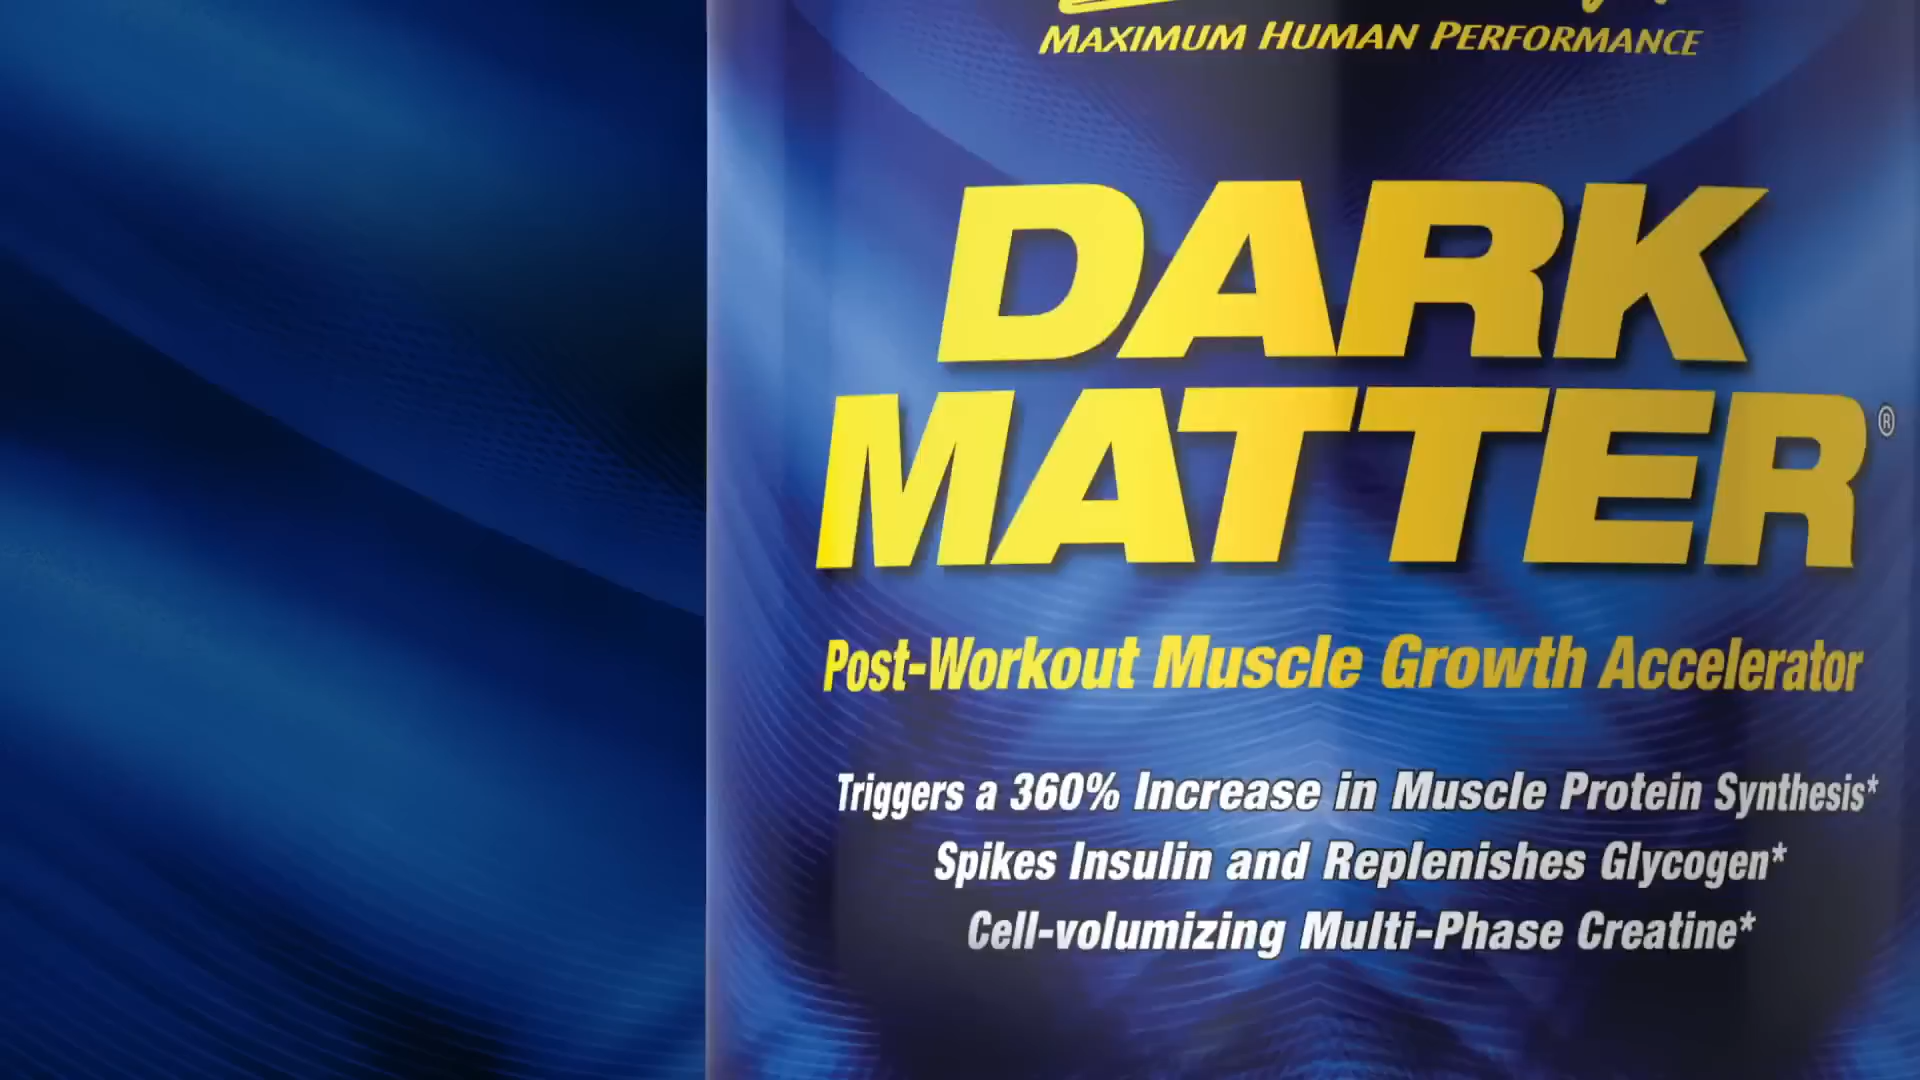 MAXIMUM HUMAN PERFORMANCE
DARK
MATTER®
Post-Workout Muscle Growth Accelerator
Triggers a 360% Increase in Muscle Protein Synthesis*
Spikes Insulin and Replenishes Glycogen*
Cell-volumizing Multi-Phase Creatine*